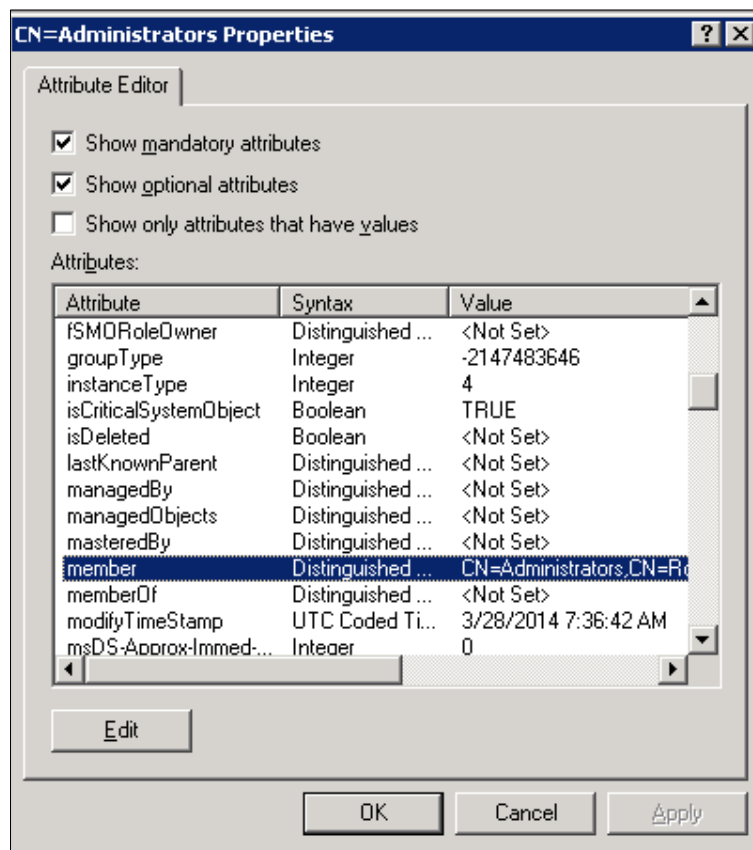 CN=Administrators Properties
Attribute Editor
Show mandatory attributes
Show optional attributes
Show only attributes that have values
Attributes:
Attribute Syntax Value
fSMORoleOwner Distinguished ... <Not Set>
groupType Integer -2147483646
instanceType Integer 4
isCriticalSystemObject Boolean TRUE
isDeleted Boolean <Not Set>
lastKnownParent Distinguished ... <Not Set>
managedBy Distinguished ... <Not Set>
managedObjects Distinguished ... <Not Set>
masteredBy Distinguished ... <Not Set>
member Distinguished ... CN=Administrators,CN=Ro
memberOf Distinguished ... <Not Set>
modifyTimeStamp UTC Coded Ti... 3/28/2014 7:36:42 AM
msDS-Approx-Immed-... Integer 0
Edit
OK Cancel Apply